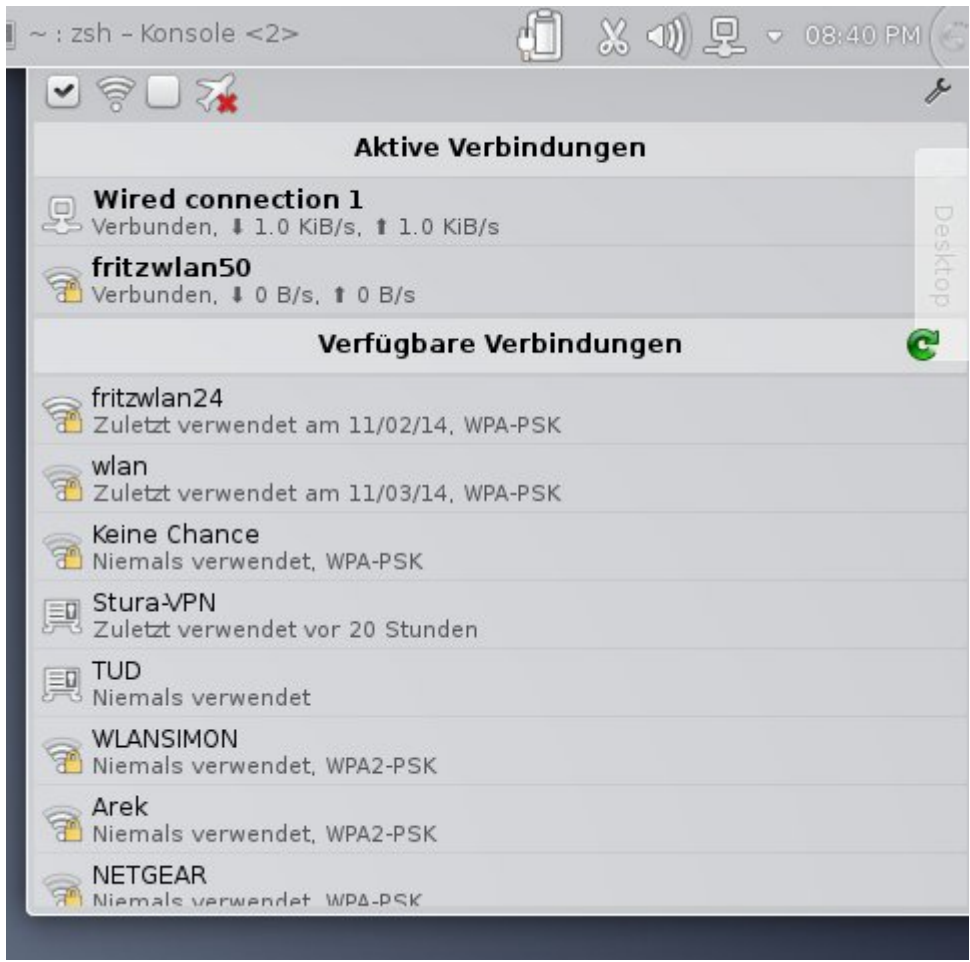 ~ : zsh – Konsole <2>
08:40 PM
Aktive Verbindungen
Wired connection 1
Verbunden, ⬇ 1.0 KiB/s, ⬆ 1.0 KiB/s
Desktop
fritzwlan50
Verbunden, ⬇ 0 B/s, ⬆ 0 B/s
Verfügbare Verbindungen
fritzwlan24
Zuletzt verwendet am 11/02/14, WPA-PSK
wlan
Zuletzt verwendet am 11/03/14, WPA-PSK
Keine Chance
Niemals verwendet, WPA-PSK
Stura-VPN
Zuletzt verwendet vor 20 Stunden
TUD
Niemals verwendet
WLANSIMON
Niemals verwendet, WPA2-PSK
Arek
Niemals verwendet, WPA2-PSK
NETGEAR
Niemals verwendet, WPA-PSK